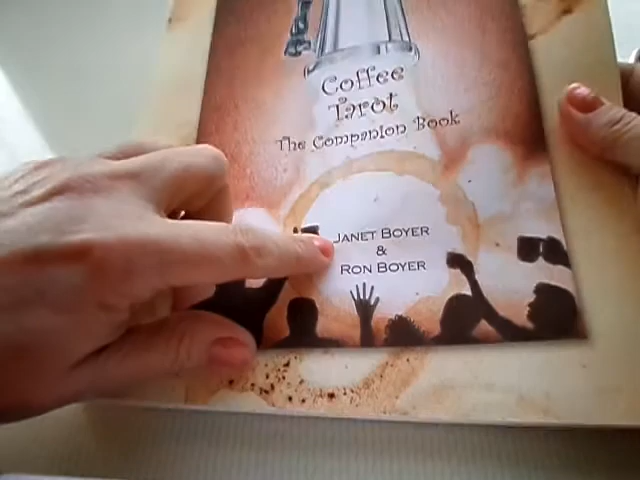 Coffee
Tarot
The Companion Book
JANET BOYER
&
RON BOYER